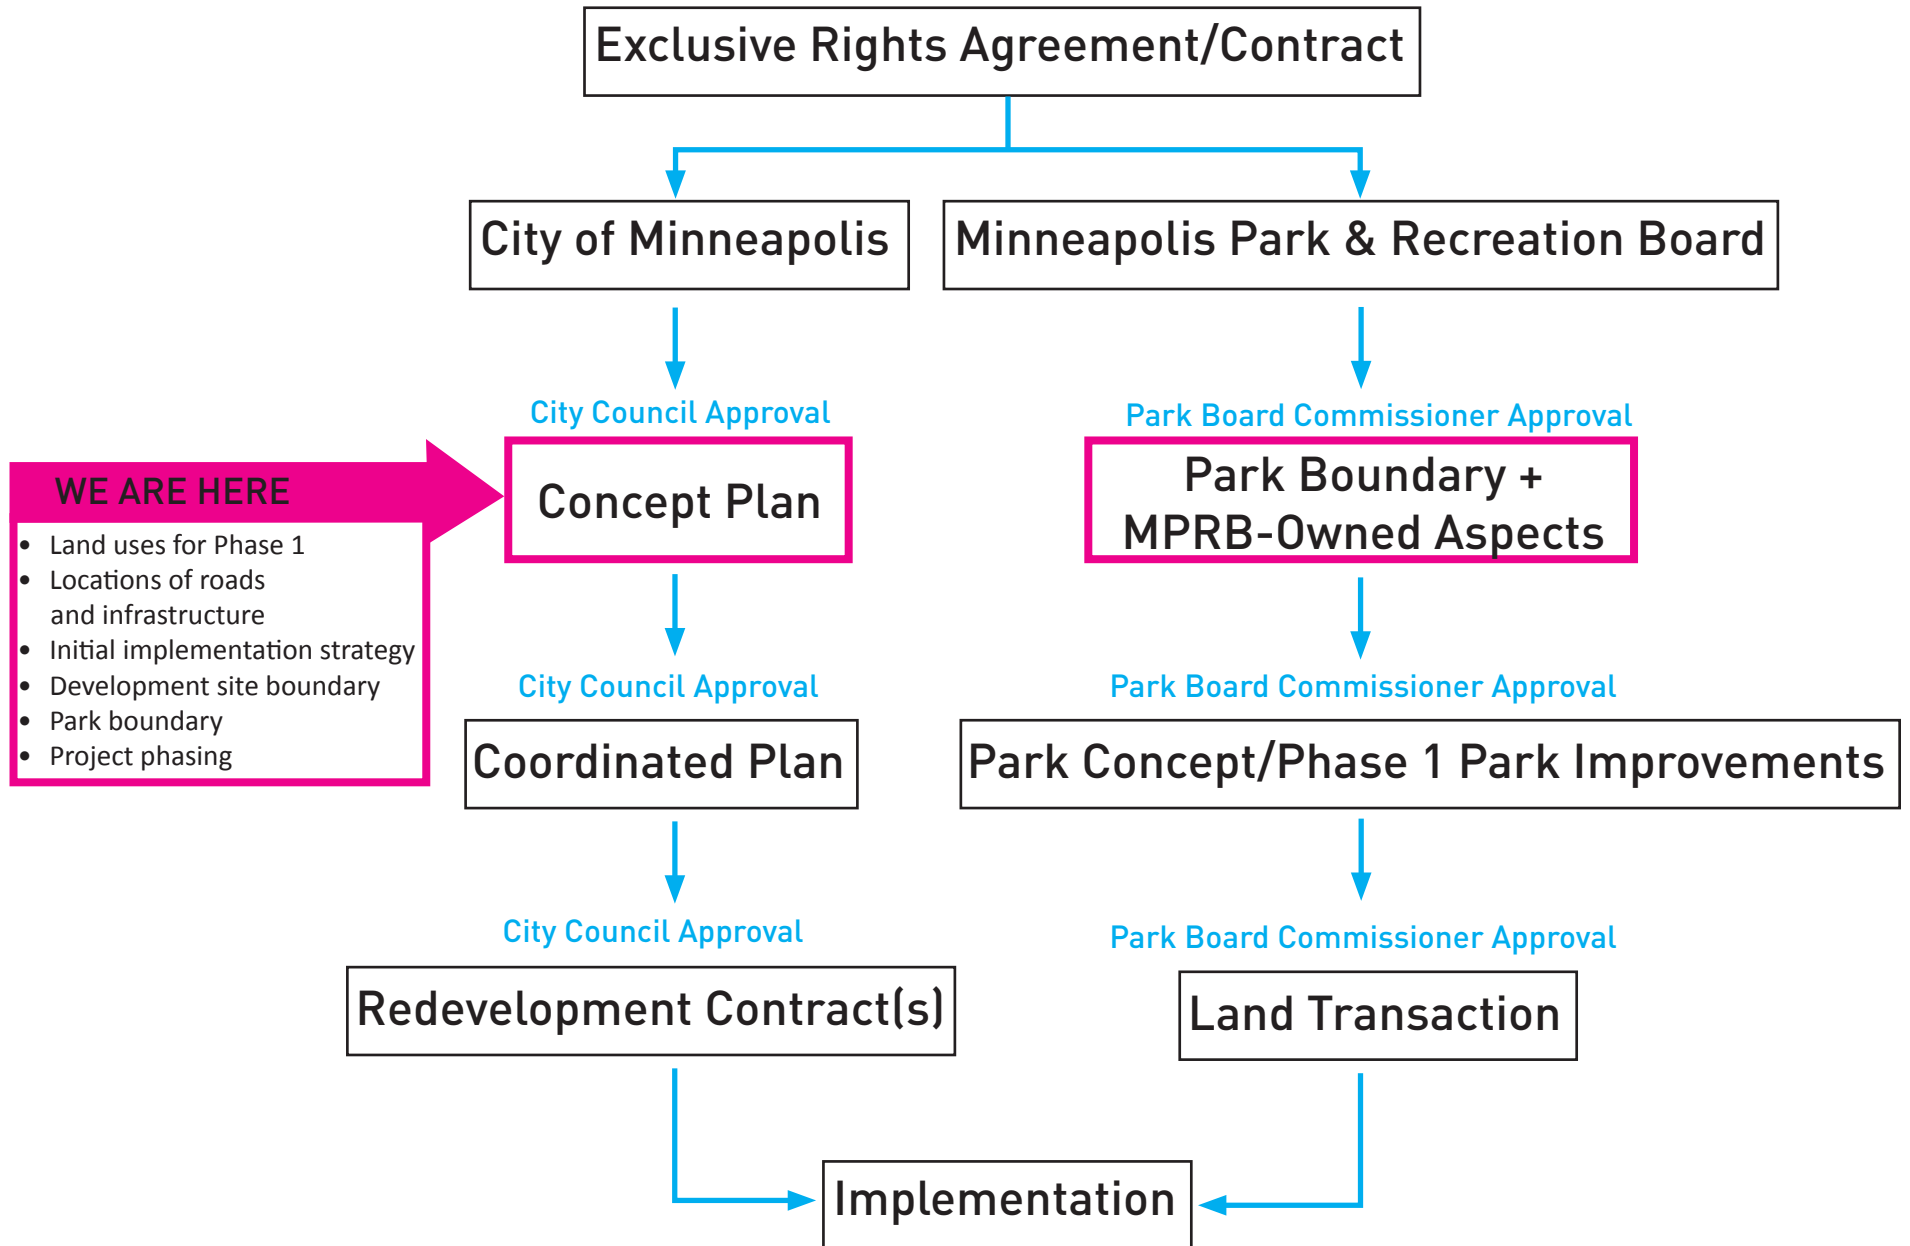 Exclusive Rights Agreement/Contract
City of Minneapolis
Minneapolis Park & Recreation Board
City Council Approval
Park Board Commissioner Approval
WE ARE HERE
• Land uses for Phase 1
• Locations of roads
and infrastructure
• Initial implementation strategy
• Development site boundary
• Park boundary
• Project phasing
Concept Plan
Park Boundary +
MPRB-Owned Aspects
City Council Approval
Park Board Commissioner Approval
Coordinated Plan
Park Concept/Phase 1 Park Improvements
City Council Approval
Park Board Commissioner Approval
Redevelopment Contract(s)
Land Transaction
Implementation